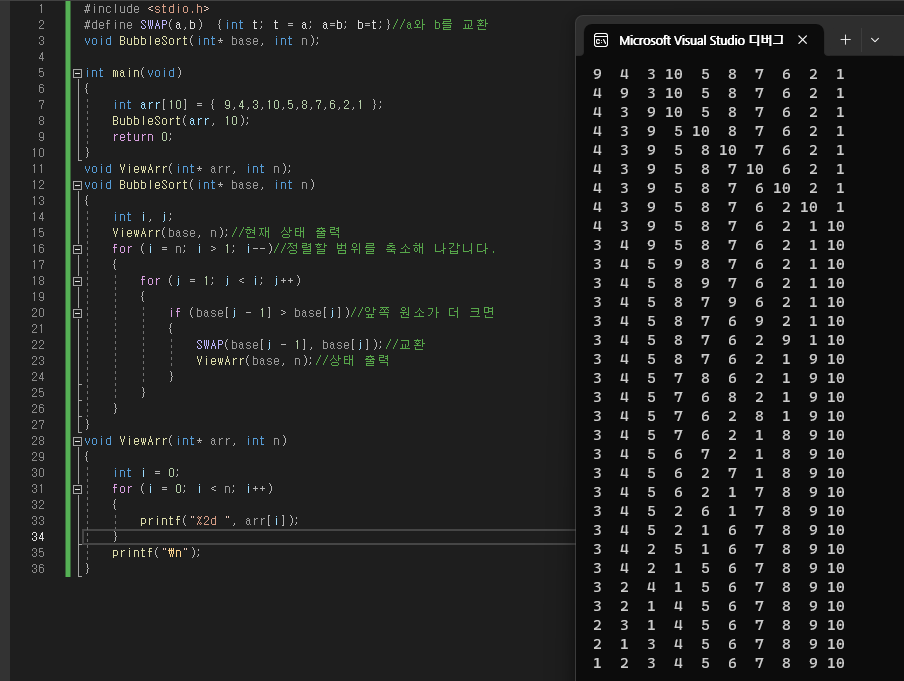 1 #include <stdio.h>
2 #define SWAP(a,b)  {int t; t = a; a=b; b=t;}//a와 b를 교환
3 void BubbleSort(int* base, int n);
4
5 int main(void)
6 {
7     int arr[10] = { 9,4,3,10,5,8,7,6,2,1 };
8     BubbleSort(arr, 10);
9     return 0;
10 }
11 void ViewArr(int* arr, int n);
12 void BubbleSort(int* base, int n)
13 {
14     int i, j;
15     ViewArr(base, n);//현재 상태 출력
16     for (i = n; i > 1; i--)//정렬할 범위를 축소해 나갑니다.
17     {
18         for (j = 1; j < i; j++)
19         {
20             if (base[j - 1] > base[j])//앞쪽 원소가 더 크면
21             {
22                 SWAP(base[j - 1], base[j]);//교환
23                 ViewArr(base, n);//상태 출력
24             }
25         }
26     }
27 }
28 void ViewArr(int* arr, int n)
29 {
30     int i = 0;
31     for (i = 0; i < n; i++)
32     {
33         printf("%2d ", arr[i]);
34     }
35     printf("₩n");
36 }
Microsoft Visual Studio 디버그
9 4 3 10 5 8 7 6 2 1
4 9 3 10 5 8 7 6 2 1
4 3 9 10 5 8 7 6 2 1
4 3 9 5 10 8 7 6 2 1
4 3 9 5 8 10 7 6 2 1
4 3 9 5 8 7 10 6 2 1
4 3 9 5 8 7 6 10 2 1
4 3 9 5 8 7 6 2 10 1
4 3 9 5 8 7 6 2 1 10
3 4 9 5 8 7 6 2 1 10
3 4 5 9 8 7 6 2 1 10
3 4 5 8 9 7 6 2 1 10
3 4 5 8 7 9 6 2 1 10
3 4 5 8 7 6 9 2 1 10
3 4 5 8 7 6 2 9 1 10
3 4 5 8 7 6 2 1 9 10
3 4 5 7 8 6 2 1 9 10
3 4 5 7 6 8 2 1 9 10
3 4 5 7 6 2 8 1 9 10
3 4 5 7 6 2 1 8 9 10
3 4 5 6 7 2 1 8 9 10
3 4 5 6 2 7 1 8 9 10
3 4 5 6 2 1 7 8 9 10
3 4 5 2 6 1 7 8 9 10
3 4 5 2 1 6 7 8 9 10
3 4 2 5 1 6 7 8 9 10
3 4 2 1 5 6 7 8 9 10
3 2 4 1 5 6 7 8 9 10
3 2 1 4 5 6 7 8 9 10
2 3 1 4 5 6 7 8 9 10
2 1 3 4 5 6 7 8 9 10
1 2 3 4 5 6 7 8 9 10